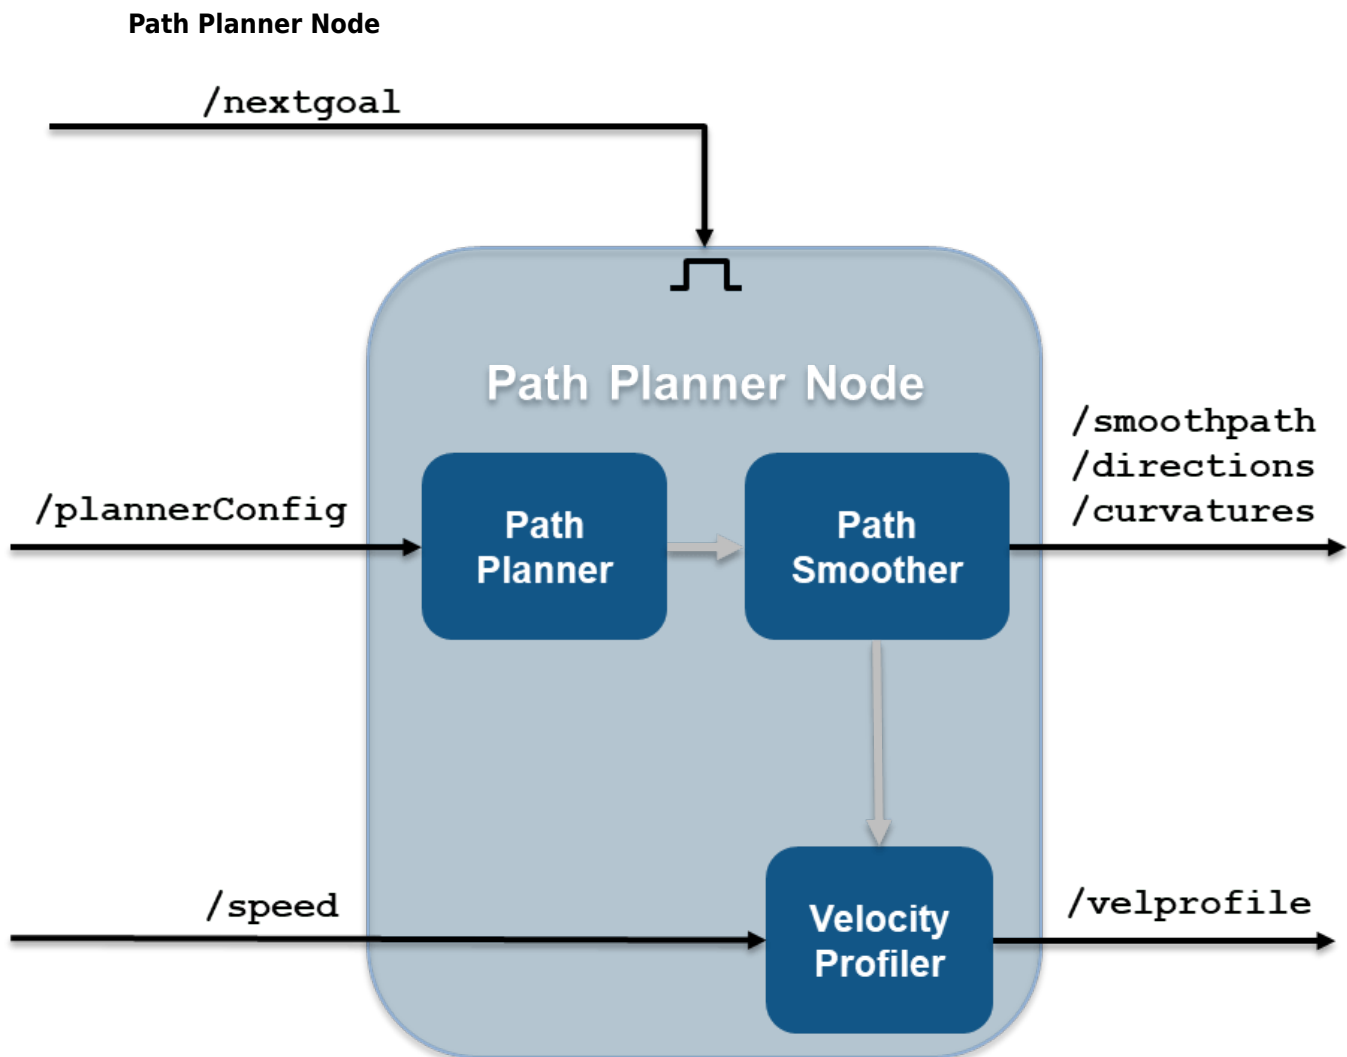 Path Planner Node
/nextgoal
Path Planner Node
/smoothpath
/directions
/curvatures
/plannerConfig
Path
Planner
Path
Smoother
/speed
Velocity
Profiler
/velprofile